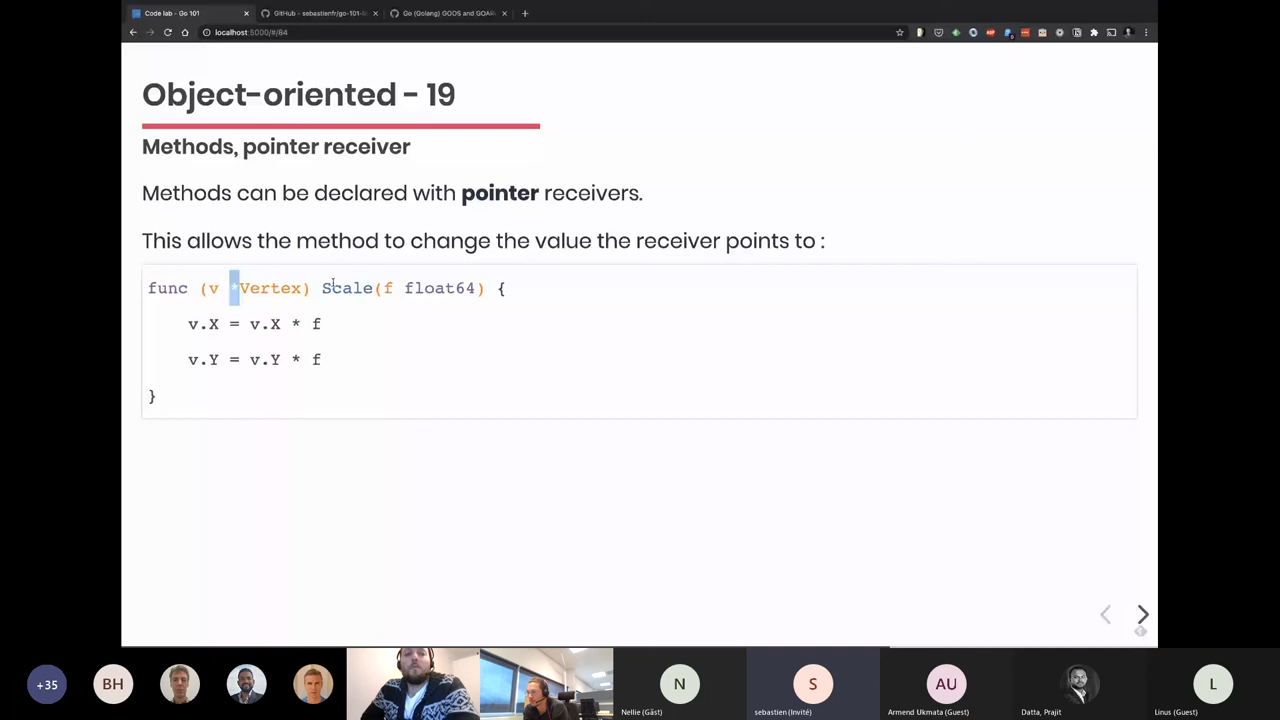 Code lab - Go 101
GitHub - sebastienfr/go-101-l
Go (Golang) GOOS and GOAR
localhost:5000/#/84
Object-oriented - 19
Methods, pointer receiver
Methods can be declared with pointer receivers.
This allows the method to change the value the receiver points to :
func (v *Vertex) Scale(f float64) {
v.X = v.X * f
v.Y = v.Y * f
}
+35
BH
N
S
AU
L
Nellie (Gäst)
sebastien (Invité)
Armend Ukmata (Guest)
Datta, Prajit
Linus (Guest)